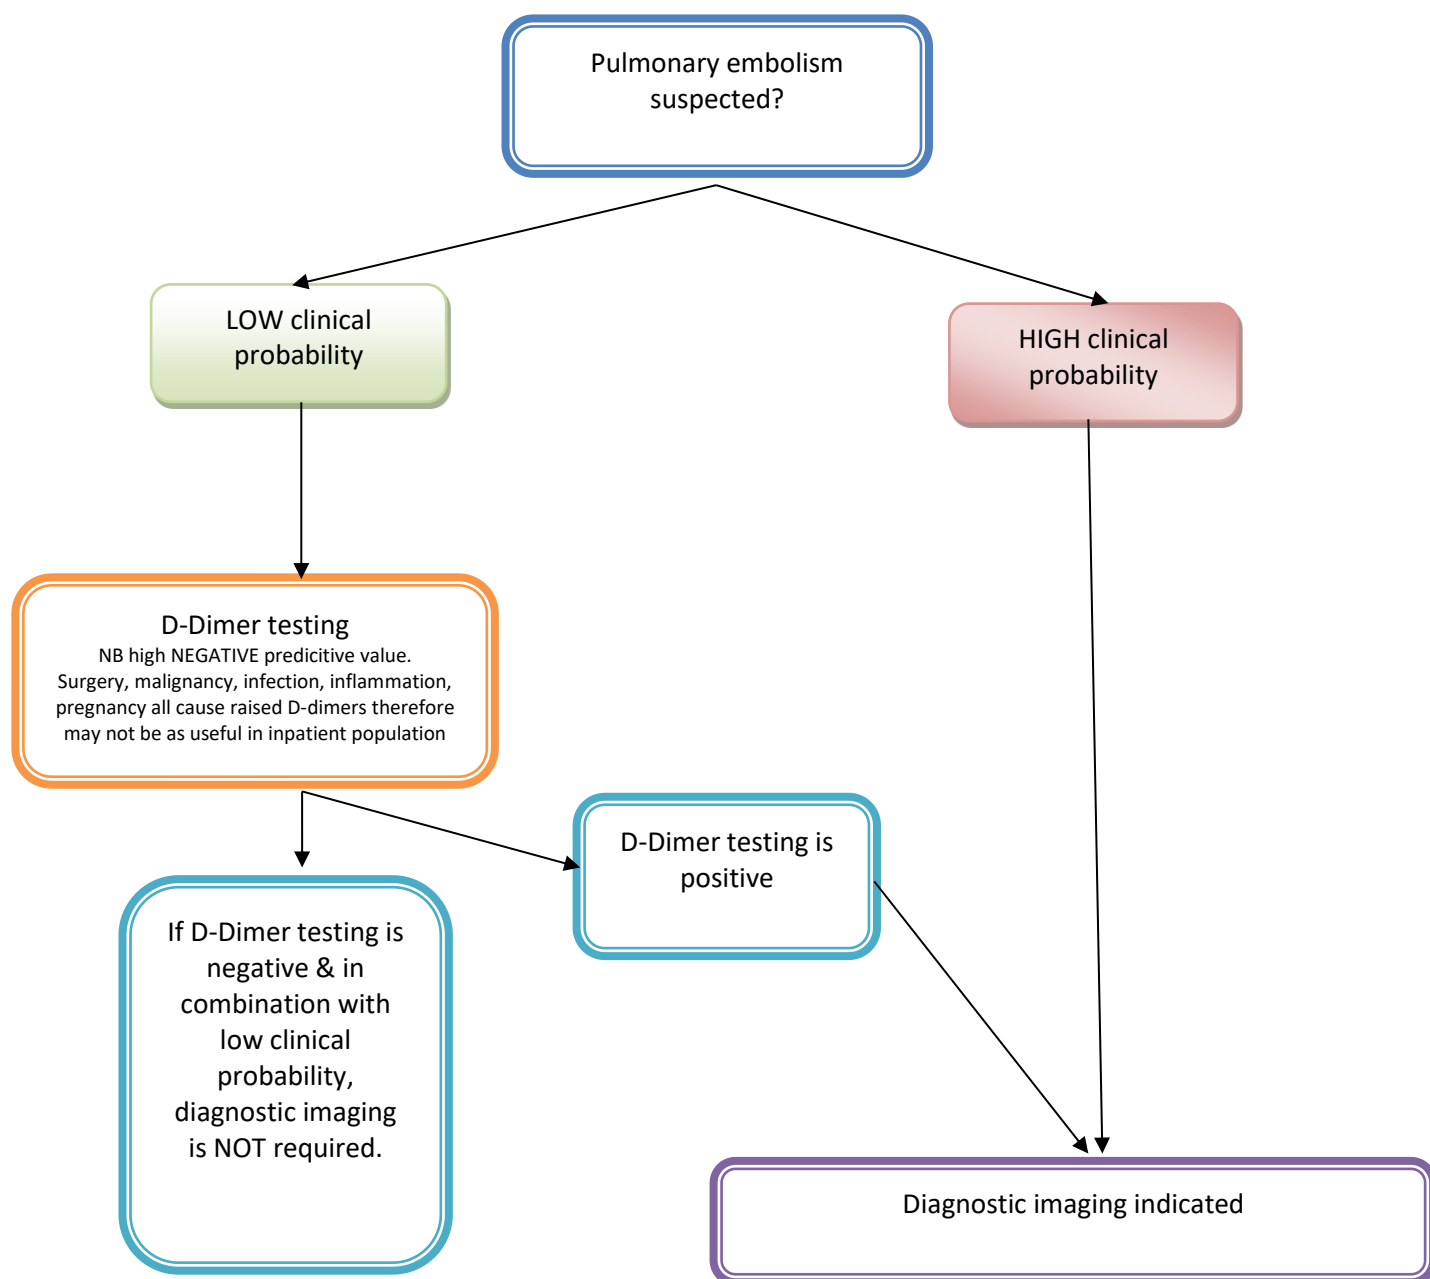 Pulmonary embolism
suspected?
LOW clinical
probability
HIGH clinical
probability
D-Dimer testing
NB high NEGATIVE predicitive value.
Surgery, malignancy, infection, inflammation,
pregnancy all cause raised D-dimers therefore
may not be as useful in inpatient population
D-Dimer testing is
positive
If D-Dimer testing is
negative & in
combination with
low clinical
probability,
diagnostic imaging
is NOT required.
Diagnostic imaging indicated